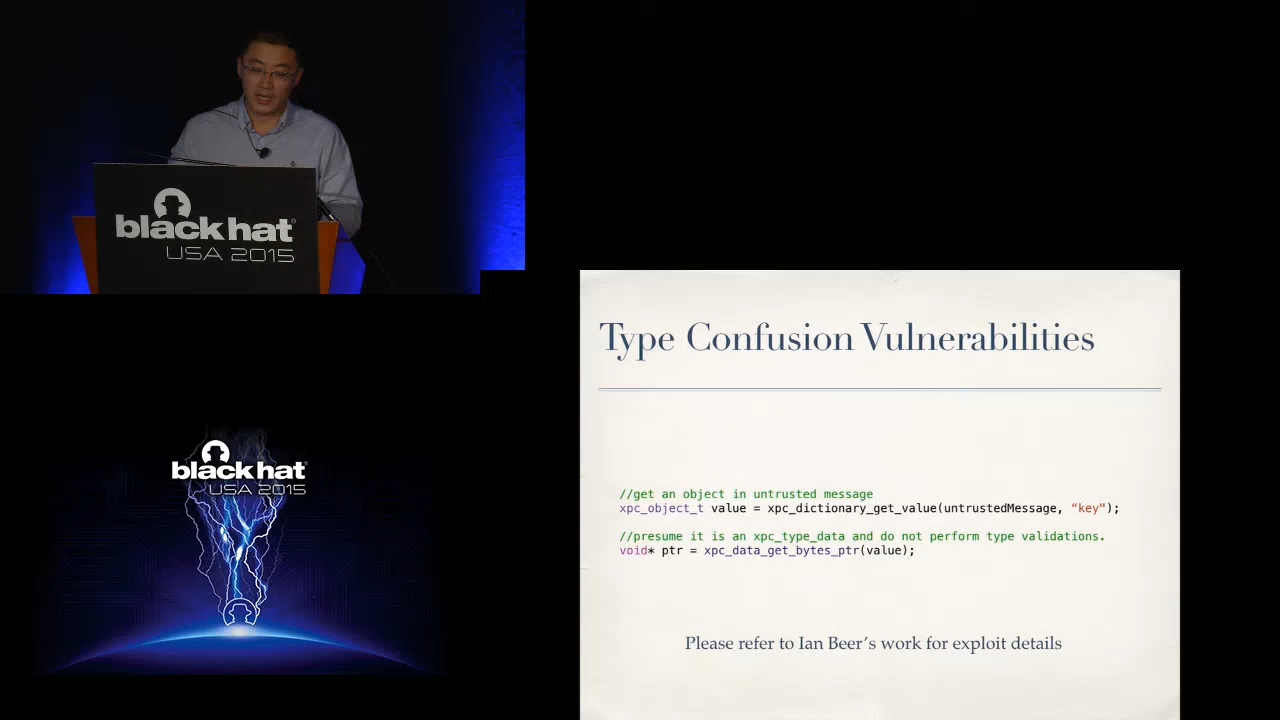 black hat
USA 2015
black hat
USA 2015
Type Confusion Vulnerabilities
//get an object in untrusted message
xpc_object_t value = xpc_dictionary_get_value(untrustedMessage, “key");
//presume it is an xpc_type_data and do not perform type validations.
void* ptr = xpc_data_get_bytes_ptr(value);
Please refer to Ian Beer’s work for exploit details